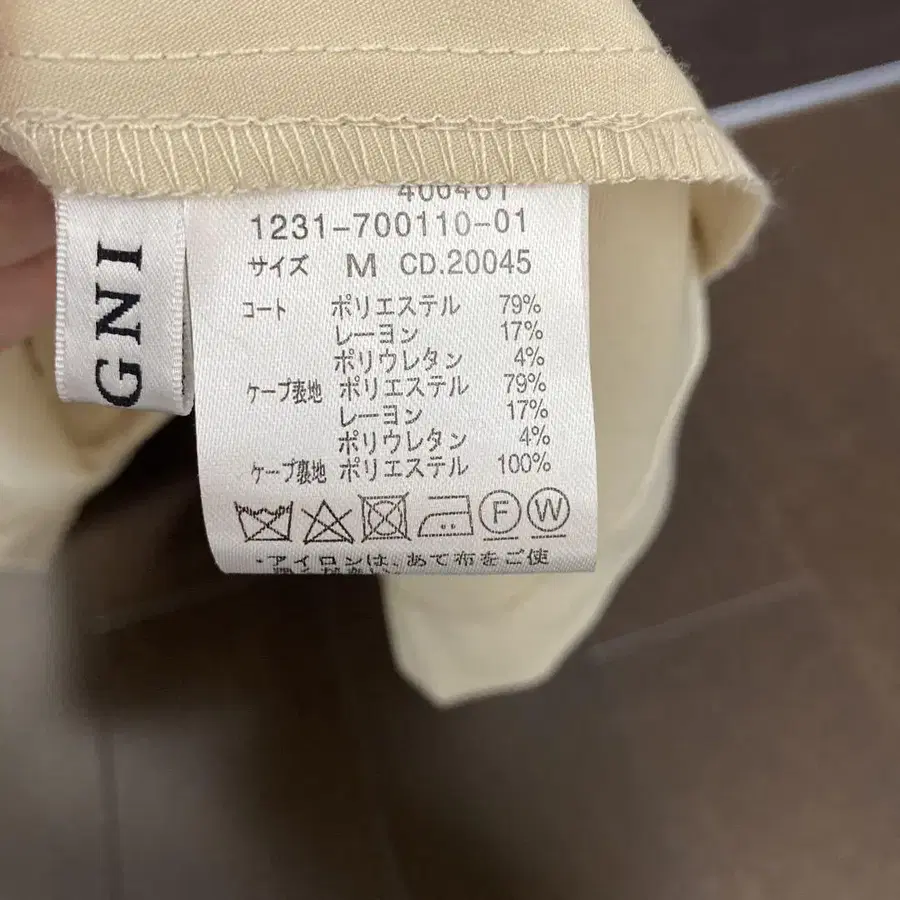 GNI
406461
1231-700110-01
サイズ M CD.20045
コート ポリエステル 79%
レーヨン 17%
ポリウレタン 4%
ケープ表地 ポリエステル 79%
レーヨン 17%
ポリウレタン 4%
ケープ裏地 ポリエステル 100%
F W
・アイロンは、あて布をご使